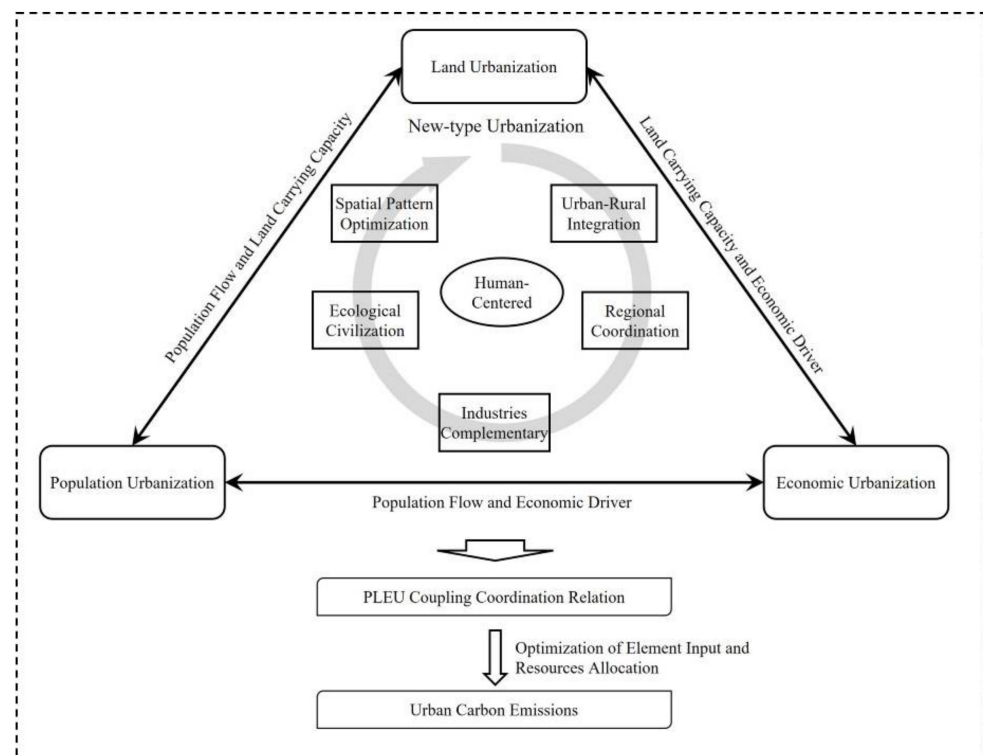 Land Urbanization
New-type Urbanization
Population Flow and Land Carrying Capacity
Land Carrying Capacity and Economic Driver
Spatial Pattern
Optimization
Urban-Rural
Integration
Human-
Centered
Ecological
Civilization
Regional
Coordination
Industries
Complementary
Population Urbanization
Economic Urbanization
Population Flow and Economic Driver
PLEU Coupling Coordination Relation
Optimization of Element Input and
Resources Allocation
Urban Carbon Emissions